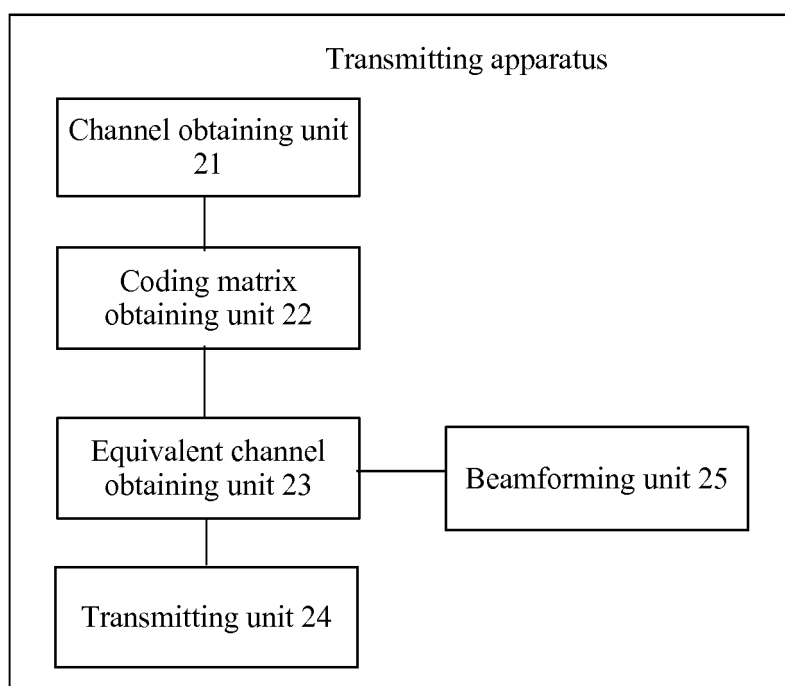 Transmitting apparatus
Channel obtaining unit
21
Coding matrix
obtaining unit 22
Equivalent channel
obtaining unit 23
Beamforming unit 25
Transmitting unit 24